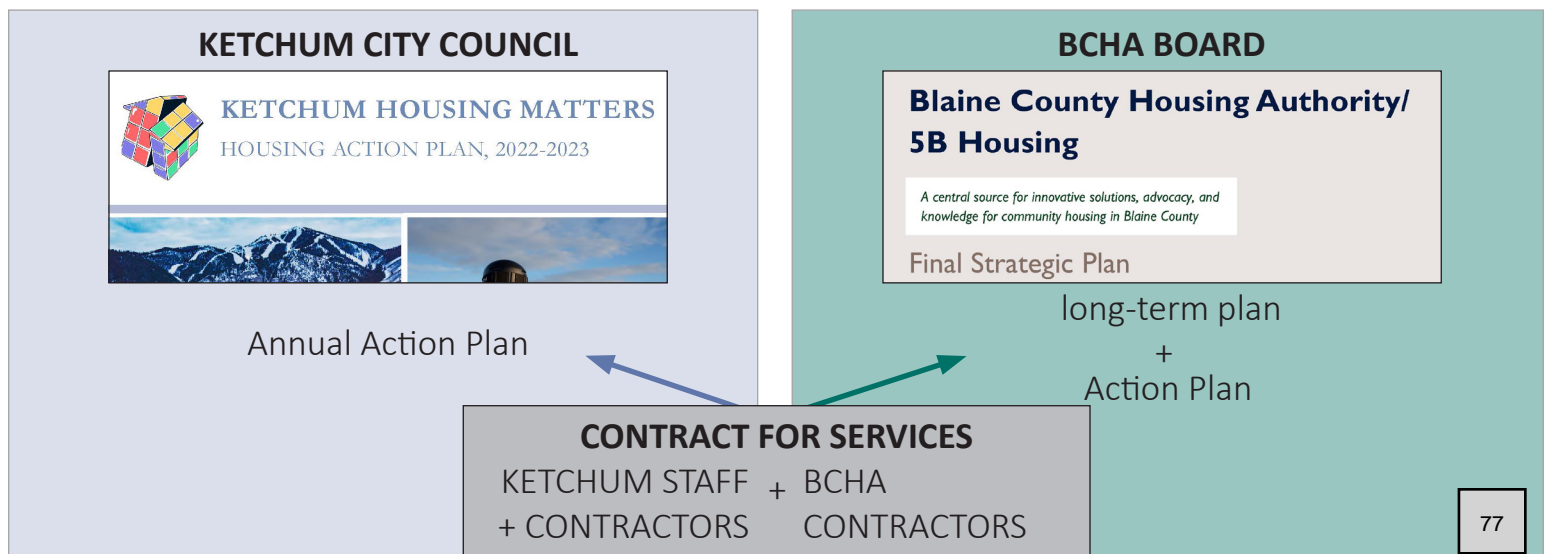 KETCHUM CITY COUNCIL
KETCHUM HOUSING MATTERS
HOUSING ACTION PLAN, 2022-2023
Annual Action Plan
BCHA BOARD
Blaine County Housing Authority/
5B Housing
A central source for innovative solutions, advocacy, and
knowledge for community housing in Blaine County
Final Strategic Plan
long-term plan
+
Action Plan
CONTRACT FOR SERVICES
KETCHUM STAFF + BCHA
+ CONTRACTORS CONTRACTORS
77